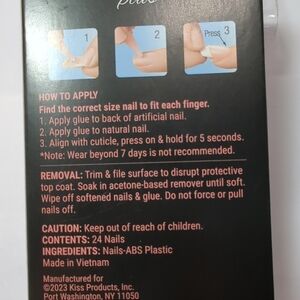 plus
1
2
Press 3
HOW TO APPLY
Find the correct size nail to fit each finger.
1. Apply glue to back of artificial nail.
2. Apply glue to natural nail.
3. Align with cuticle, press on & hold for 5 seconds.
*Note: Wear beyond 7 days is not recommended.
REMOVAL: Trim & file surface to disrupt protective
top coat. Soak in acetone-based remover until soft.
Wipe off softened nails & glue. Do not force or pull
nails off.
CAUTION: Keep out of reach of children.
CONTENTS: 24 Nails
INGREDIENTS: Nails-ABS Plastic
Made in Vietnam
Manufactured for
©2023 Kiss Products, Inc.
Port Washington, NY 11050